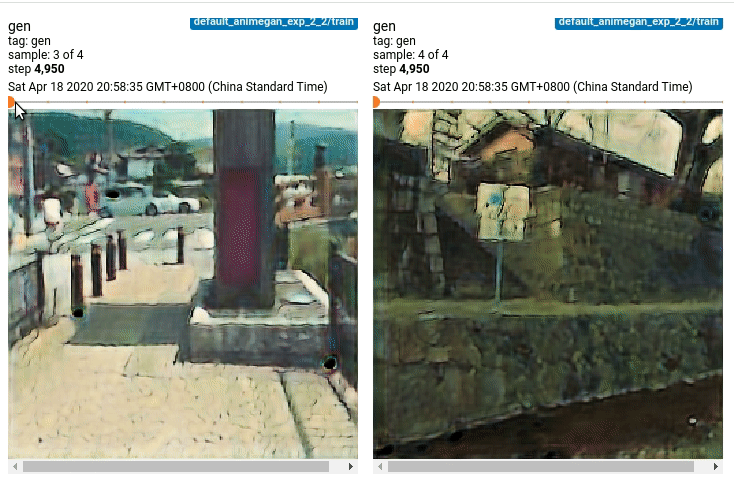 gen
default_animegan_exp_2_2/train
tag: gen
sample: 3 of 4
step 4,950
Sat Apr 18 2020 20:58:35 GMT+0800 (China Standard Time)
gen
default_animegan_exp_2_2/train
tag: gen
sample: 4 of 4
step 4,950
Sat Apr 18 2020 20:58:35 GMT+0800 (China Standard Time)